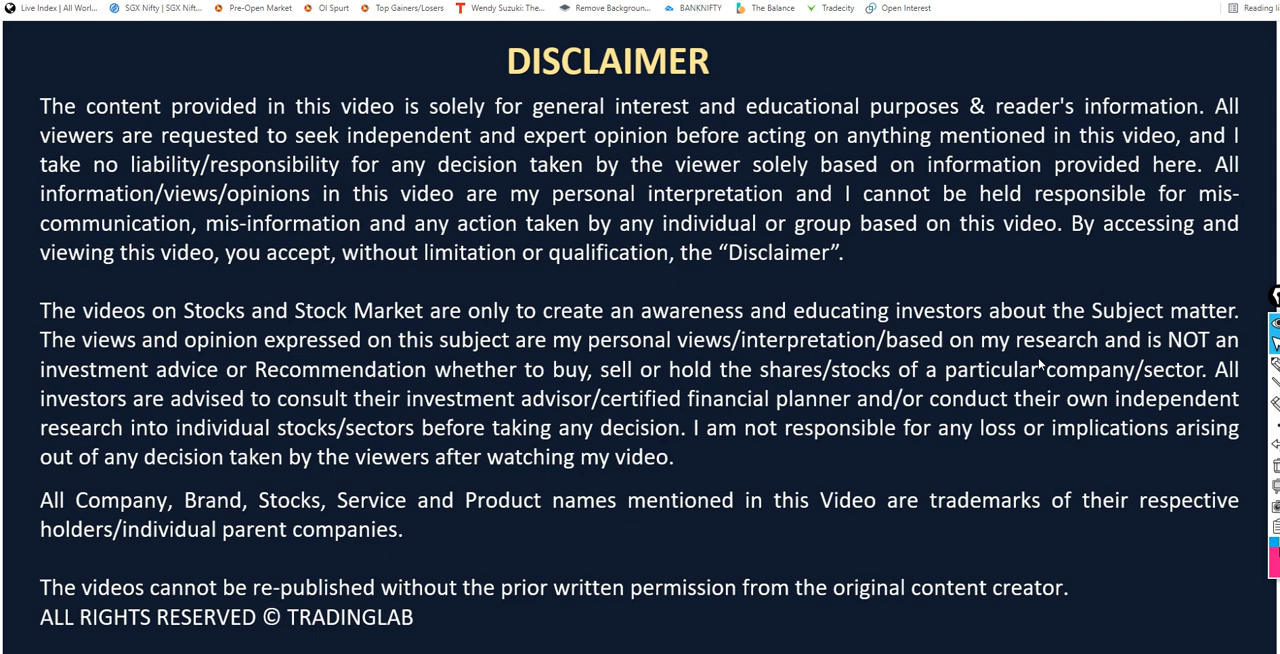 Live Index | All Worl... SGX Nifty | SGX Nift... Pre-Open Market OI Spurt Top Gainers/Losers Wendy Suzuki: The... Remove Backgroun... BANKNIFTY The Balance Tradecity Open Interest Reading li
DISCLAIMER
The content provided in this video is solely for general interest and educational purposes & reader's information. All
viewers are requested to seek independent and expert opinion before acting on anything mentioned in this video, and I
take no liability/responsibility for any decision taken by the viewer solely based on information provided here. All
information/views/opinions in this video are my personal interpretation and I cannot be held responsible for mis-
communication, mis-information and any action taken by any individual or group based on this video. By accessing and
viewing this video, you accept, without limitation or qualification, the “Disclaimer”.
The videos on Stocks and Stock Market are only to create an awareness and educating investors about the Subject matter.
The views and opinion expressed on this subject are my personal views/interpretation/based on my research and is NOT an
investment advice or Recommendation whether to buy, sell or hold the shares/stocks of a particular company/sector. All
investors are advised to consult their investment advisor/certified financial planner and/or conduct their own independent
research into individual stocks/sectors before taking any decision. I am not responsible for any loss or implications arising
out of any decision taken by the viewers after watching my video.
All Company, Brand, Stocks, Service and Product names mentioned in this Video are trademarks of their respective
holders/individual parent companies.
The videos cannot be re-published without the prior written permission from the original content creator.
ALL RIGHTS RESERVED © TRADINGLAB